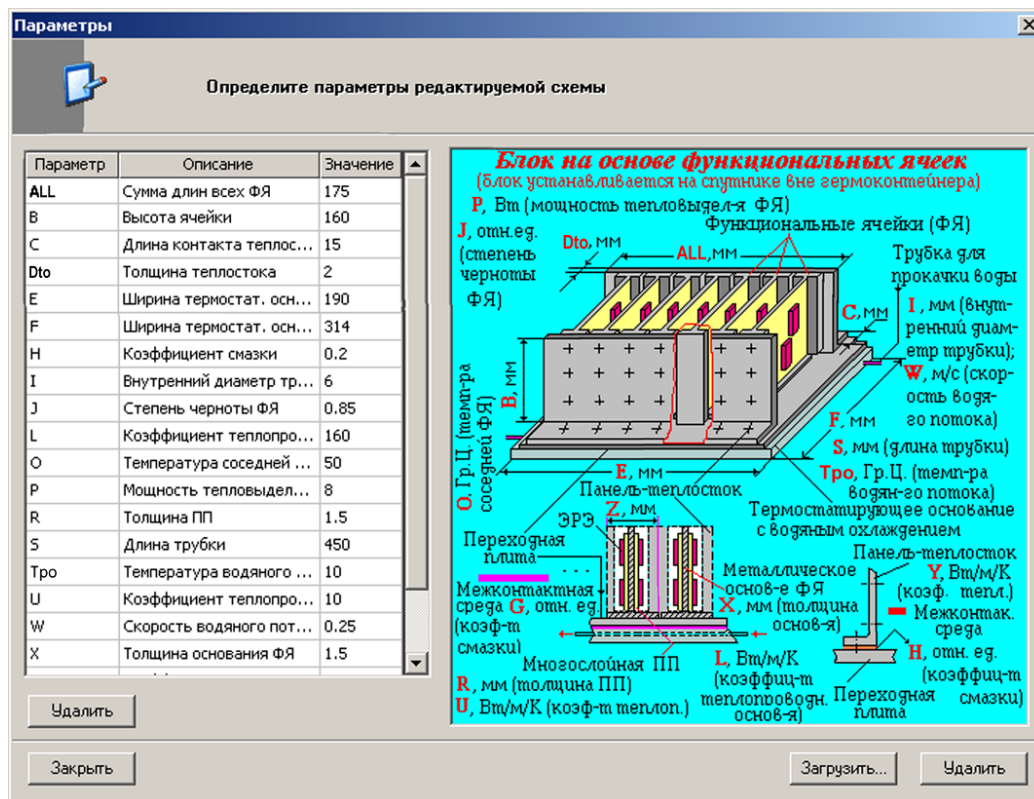 Параметры
Определите параметры редактируемой схемы
Параметр Описание Значение
ALL Сумма длин всех ФЯ 175
B Высота ячейки 160
C Длина контакта теплос... 15
Dto Толщина теплостока 2
E Ширина термостат. осн... 190
F Ширина термостат. осн... 314
H Коэффициент смазки 0.2
I Внутренний диаметр тр... 6
J Степень черноты ФЯ 0.85
L Коэффициент теплопро... 160
O Температура соседней ... 50
P Мощность тепловыдел... 8
R Толщина ПП 1.5
S Длина трубки 450
Tpo Температура водяного ... 10
U Коэффициент теплопро... 10
W Скорость водяного пот... 0.25
X Толщина основания ФЯ 1.5
Удалить
Закрыть
Загрузить...
Удалить
Блок на основе функциональных ячеек
(блок устанавливается на спутнике вне гермоконтейнера)
P, Вт (мощность тепловыдел-я ФЯ)
J, отн.ед.
(степень
черноты
ФЯ)
Dto, мм
ALL,мм
Функциональные ячейки (ФЯ)
Трубка для
прокачки воды
C, мм
I, мм (внут-
ренний диам-
етр трубки);
W, м/с (скор-
ость водя-
го потока)
B, мм
F, мм
S, мм (длина трубки)
E, мм
Tpo, Гр.Ц. (темп-ра
водян-го потока)
O. Гр.Ц. (темп-ра
соседней ФЯ)
Панель-теплосток
Z, мм
ЭРЭ
Термостатирующее основание
с водяным охлаждением
Переходная
плита
. . .
Межконтактная
среда G, отн. ед.
(коэф-т
смазки)
Металлическое
основ-е ФЯ
X, мм (толщина
основ-я)
Панель-теплосток
Y, Вт/м/К
(коэф. тепл.)
Межконтак.
среда
H, отн. ед.
(коэффиц-т
смазки)
Переходная
плита
Многослойная ПП
R, мм (толщина ПП)
U, Вт/м/К (коэф-т теплоп.)
L, Вт/м/К
(коэффиц-т
теплопроводн.
основ-я)